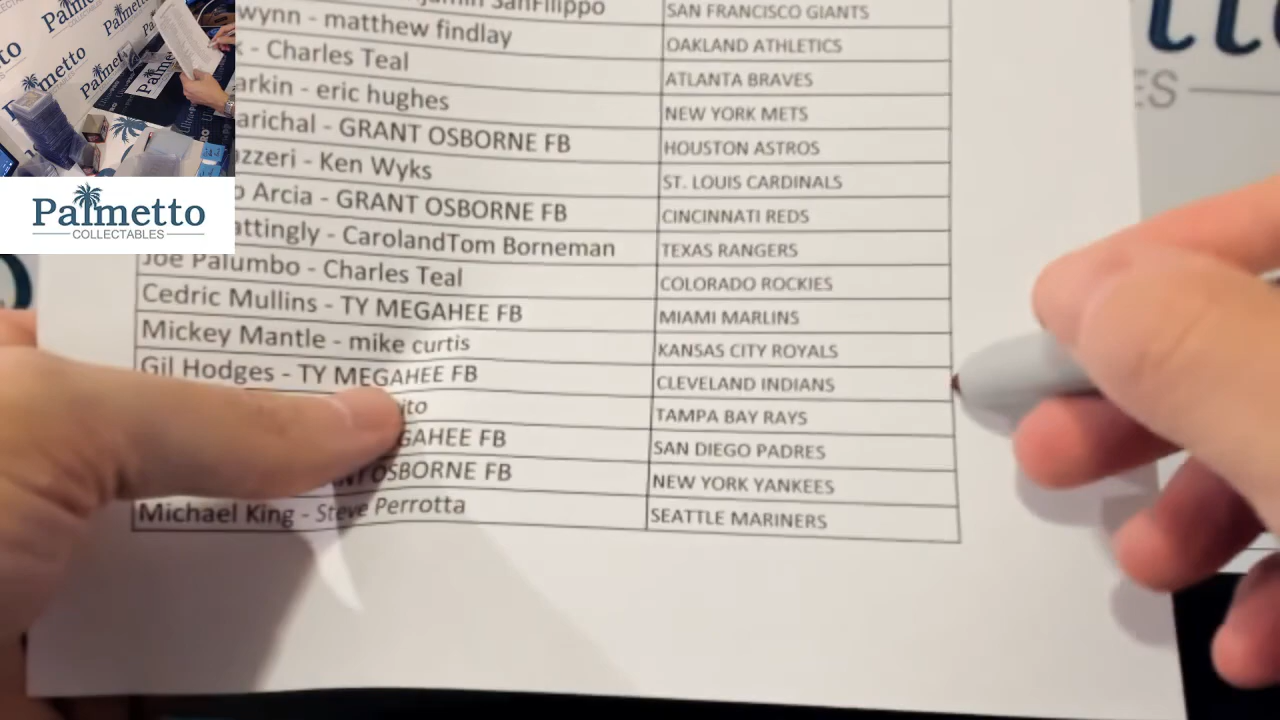 SanFilippo SAN FRANCISCO GIANTS
wynn - matthew findlay OAKLAND ATHLETICS
- Charles Teal ATLANTA BRAVES
arkin - eric hughes NEW YORK METS
arichal - GRANT OSBORNE FB HOUSTON ASTROS
zzeri - Ken Wyks ST. LOUIS CARDINALS
Arcia - GRANT OSBORNE FB CINCINNATI REDS
attingly - CarolandTom Borneman TEXAS RANGERS
Joe Palumbo - Charles Teal COLORADO ROCKIES
Cedric Mullins - TY MEGAHEE FB MIAMI MARLINS
Mickey Mantle - mike curtis KANSAS CITY ROYALS
Gil Hodges - TY MEGAHEE FB CLEVELAND INDIANS
ito TAMPA BAY RAYS
GAHEE FB SAN DIEGO PADRES
OSBORNE FB NEW YORK YANKEES
Michael King - Steve Perrotta SEATTLE MARINERS
Palmetto
COLLECTABLES
Palmetto
Palmetto
ES